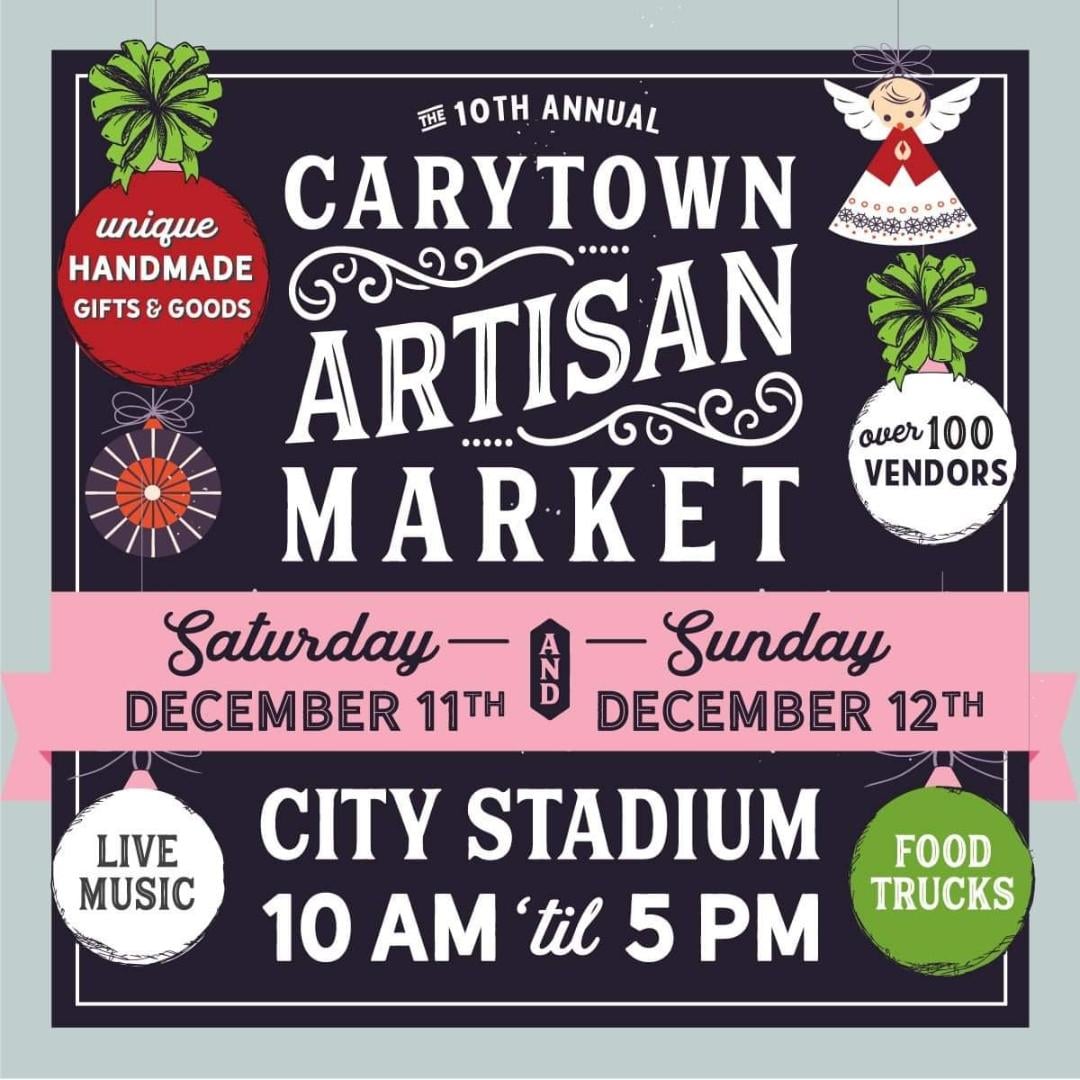 THE 10TH ANNUAL
CARYTOWN
ARTISAN
MARKET
unique
HANDMADE
GIFTS & GOODS
over 100
VENDORS
Saturday AND Sunday
DECEMBER 11TH DECEMBER 12TH
CITY STADIUM
10 AM 'til 5 PM
LIVE
MUSIC
FOOD
TRUCKS